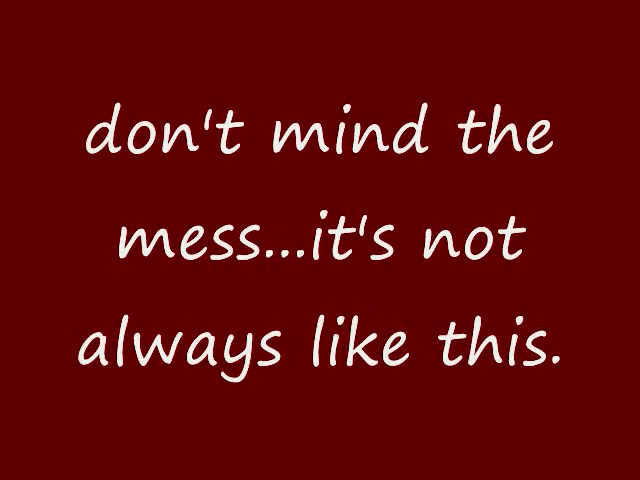 don't mind the
mess...it's not
always like this.